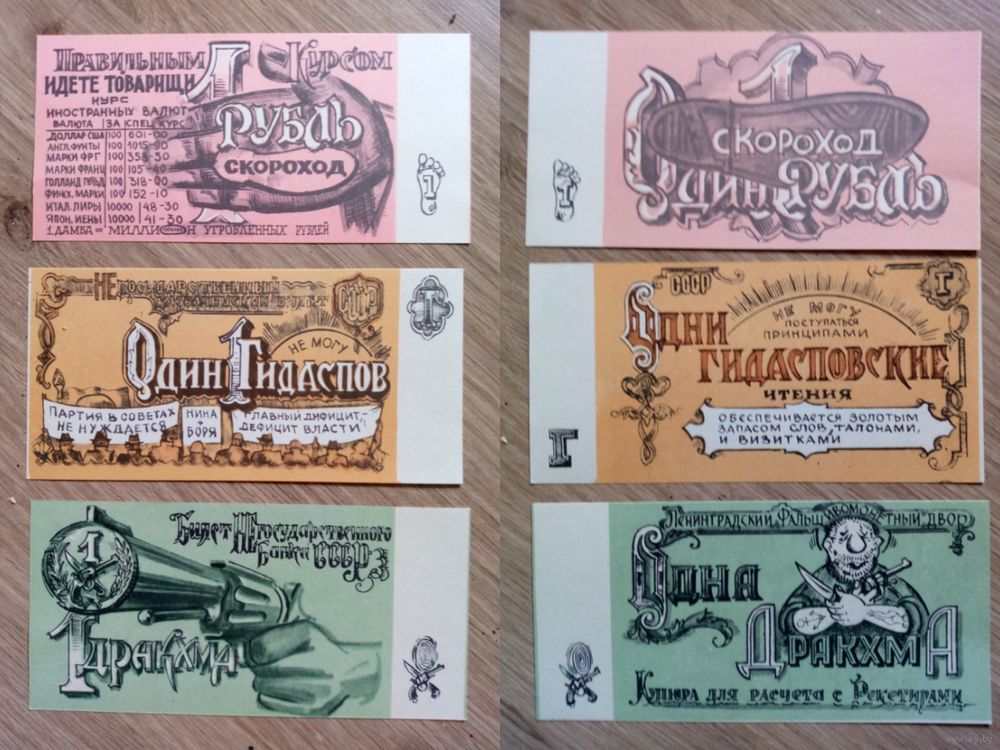 Правильным Курсом
идете товарищи
курс
иностранных валют
валюта за спец. курс
доллар США 100 601-00
англ. фунты 100 1015-90
марки ФРГ 100 358-30
марки франц 100 105-40
голланд. гульд 100 318-00
финск. марки 100 152-10
итал. лиры 10000 48-30
япон. иены 10000 41-30
1 дамба = миллион угробленных рублей
1
Рубль
Скороход
1
1
Скороход
Один Рубль
1
Негосударственный
билет
СССР
Г
Не могу
Один 1 Гидаспов
Партия в советах
не нуждается
Нина
+
Боря
Главный дифицит,-
дефицит власти!
СССР
Г
Не могу
поступаться
принципами
Одни
Гидасповские
чтения
Обеспечивается золотым
запасом слов, талонами,
и визитками
Г
1
Билет Негосударственного
Банка СССР
1 дракхма
Ленинградский Фальшивомонетный двор
Одна
Дракхма
Купюра для расчета с Рекетирами
www.ay.by